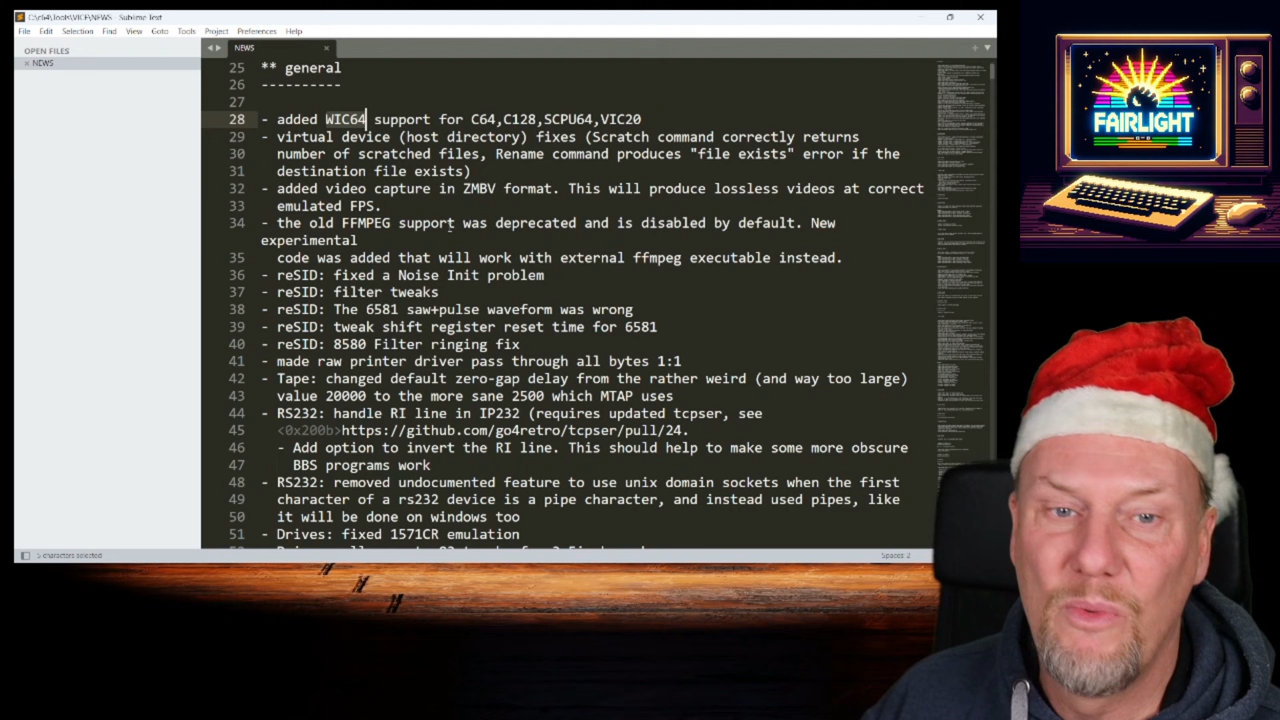 C:\c64\Tools\VICE\NEWS - Sublime Text
File Edit Selection Find View Goto Tools Project Preferences Help
OPEN FILES
NEWS
NEWS
25 ** general
26 ----------
27
28 - added WIC64 support for C64,C128,SCPU64,VIC20
29 - virtual device (host directory) fixes (Scratch command correctly returns
30 number of scratched files, Rename command produces "file exists" error if the
31 destination file exists)
32 - added video capture in ZMBV format. This will produce lossless videos at correct
33 emulated FPS.
34 - the old FFMPEG support was deprecated and is disabled by default. New
experimental
35 code was added that will work with external ffmpeg executable instead.
36 - reSID: fixed a Noise Init problem
37 - reSID: filter tweaks
38 - reSID: The 6581 saw+pulse waveform was wrong
39 - reSID: tweak shift register reset time for 6581
40 - reSID: 8580 Filter ringing fix
41 - made raw printer driver pass through all bytes 1:1
42 - Tape: changed default zero-gap delay from the rather weird (and way too large)
43 value 20000 to the more sane 2500 which MTAP uses
44 - RS232: handle RI line in IP232 (requires updated tcpser, see
45 <0x200b>https://github.com/go4retro/tcpser/pull/24.
46 - Add option to invert the RI line. This should help to make some more obscure
47 BBS programs work
48 - RS232: removed undocumented feature to use unix domain sockets when the first
49 character of a rs232 device is a pipe character, and instead used pipes, like
50 it will be done on windows too
51 - Drives: fixed 1571CR emulation
5 characters selected
Spaces: 2
FAIRLIGHT